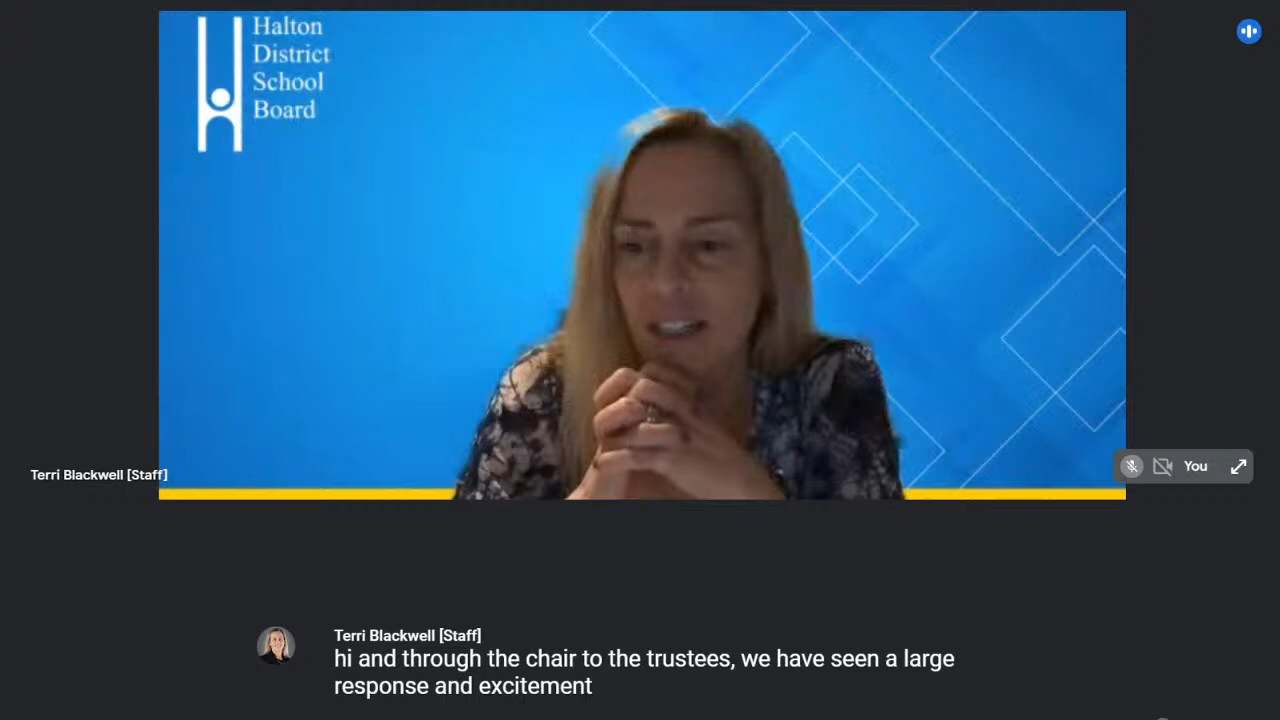 Halton
District
School
Board
Terri Blackwell [Staff]
You
Terri Blackwell [Staff]
hi and through the chair to the trustees, we have seen a large
response and excitement